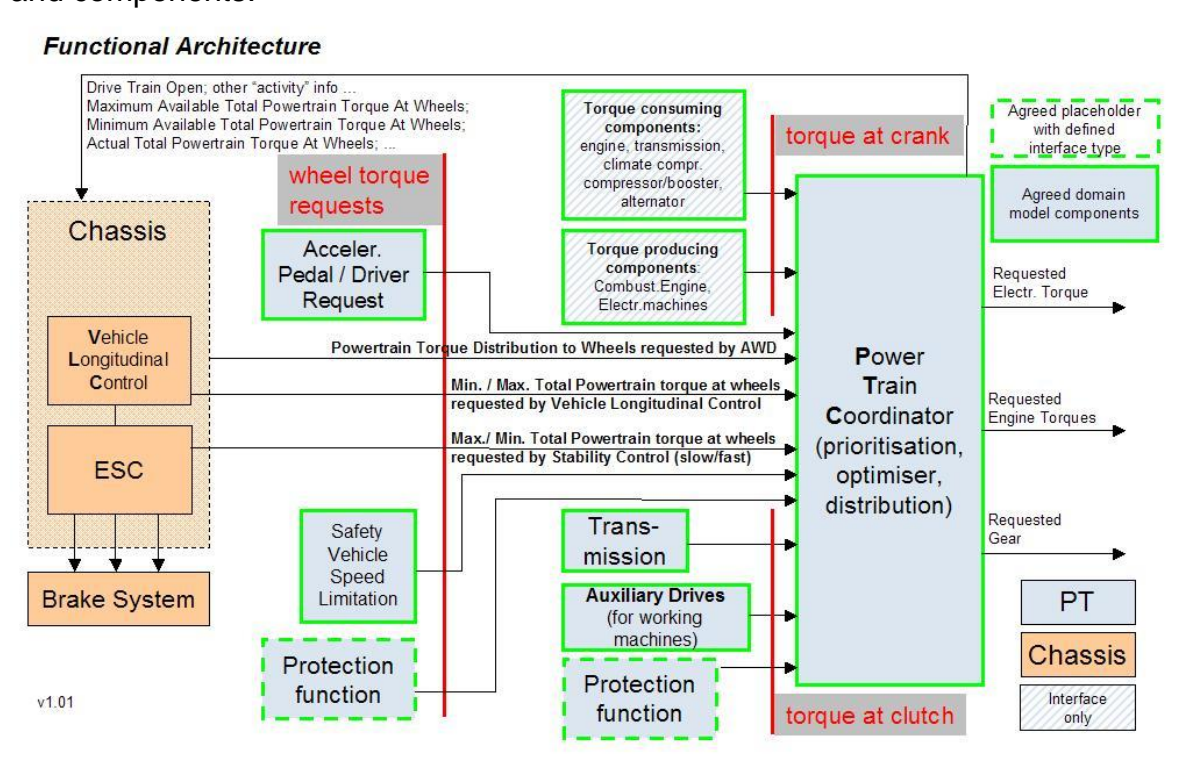 and components.
Functional Architecture
Drive Train Open; other “activity” info ...
Maximum Available Total Powertrain Torque At Wheels;
Minimum Available Total Powertrain Torque At Wheels;
Actual Total Powertrain Torque At Wheels; ...
wheel torque
requests
Torque consuming
components:
engine, transmission,
climate compr.
compressor/booster,
alternator
torque at crank
Agreed placeholder
with defined
interface type
Agreed domain
model components
Chassis
Acceler.
Pedal / Driver
Request
Torque producing
components:
Combust.Engine,
Electr.machines
Requested
Electr. Torque
Vehicle
Longitudinal
Control
Powertrain Torque Distribution to Wheels requested by AWD
Min. / Max. Total Powertrain torque at wheels
requested by Vehicle Longitudinal Control
Power
Train
Coordinator
(prioritisation,
optimiser,
distribution)
Requested
Engine Torques
ESC
Max./ Min. Total Powertrain torque at wheels
requested by Stability Control (slow/fast)
Safety
Vehicle
Speed
Limitation
Trans-
mission
Requested
Gear
Brake System
Auxiliary Drives
(for working
machines)
PT
Protection
function
Protection
function
Chassis
v1.01
torque at clutch
Interface
only